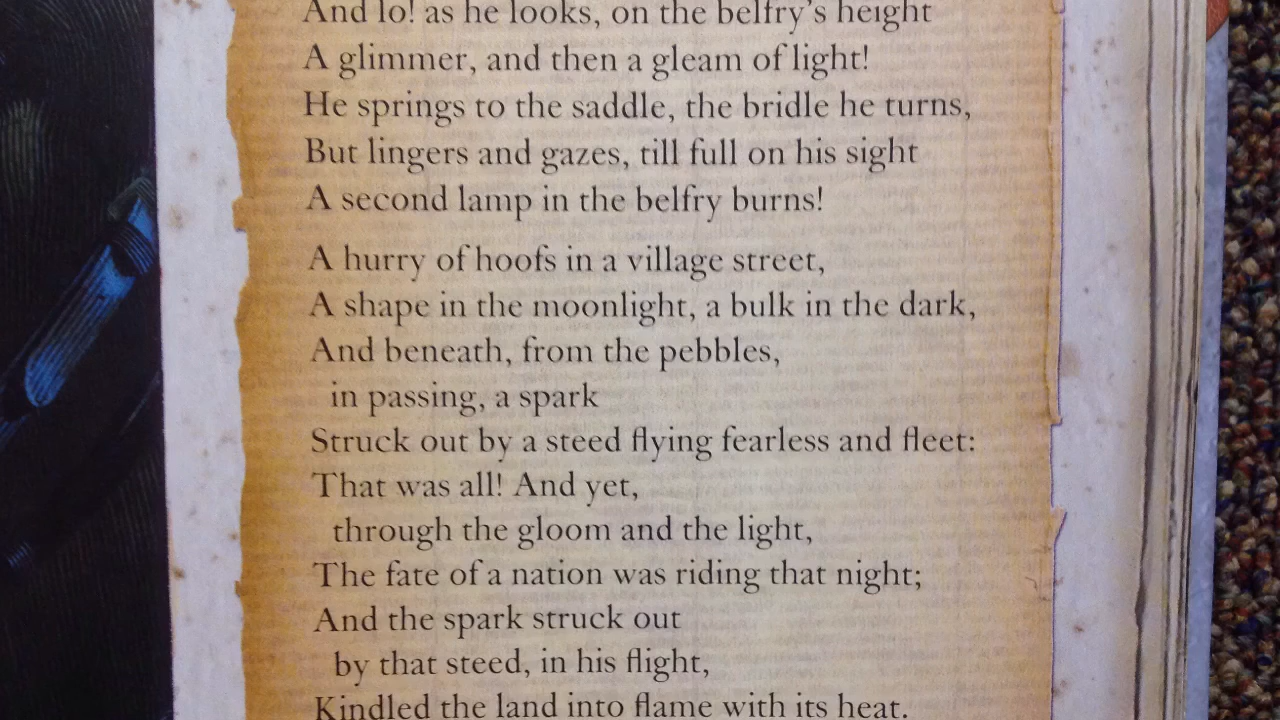 And lo! as he looks, on the belfry's height
A glimmer, and then a gleam of light!
He springs to the saddle, the bridle he turns,
But lingers and gazes, till full on his sight
A second lamp in the belfry burns!
A hurry of hoofs in a village street,
A shape in the moonlight, a bulk in the dark,
And beneath, from the pebbles,
in passing, a spark
Struck out by a steed flying fearless and fleet:
That was all! And yet,
through the gloom and the light,
The fate of a nation was riding that night;
And the spark struck out
by that steed, in his flight,
Kindled the land into flame with its heat.